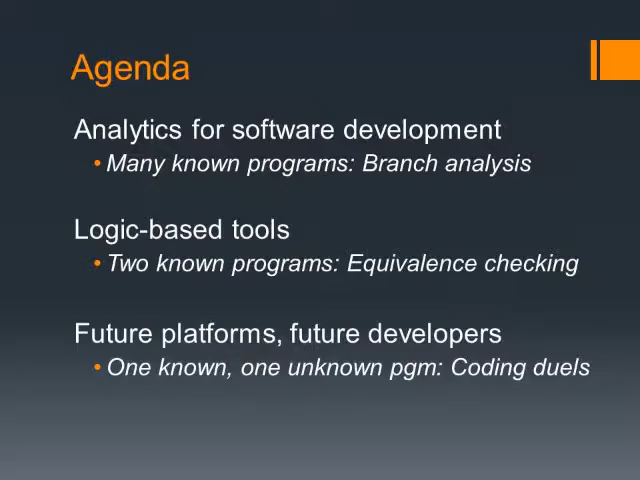 Agenda
Analytics for software development
• Many known programs: Branch analysis
Logic-based tools
• Two known programs: Equivalence checking
Future platforms, future developers
• One known, one unknown pgm: Coding duels